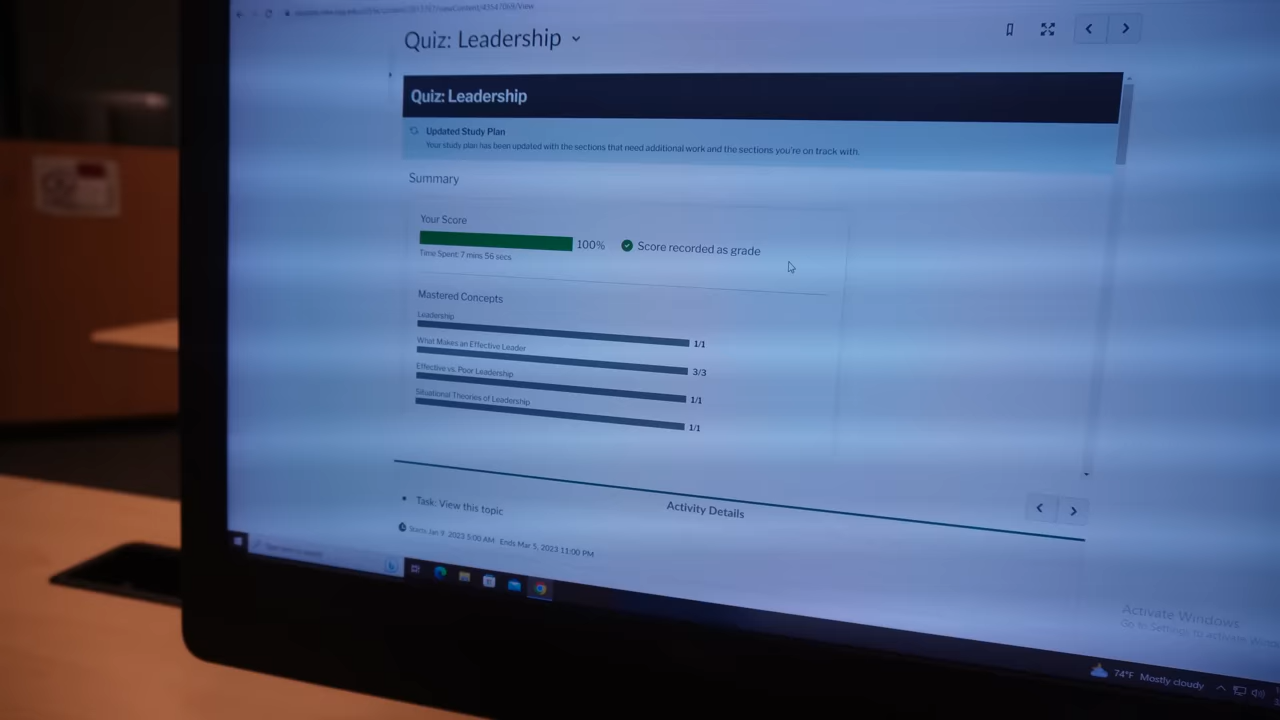 Quiz: Leadership
Quiz: Leadership
Updated Study Plan
Your study plan has been updated with the sections that need additional work and the sections you're on track with.
Summary
Your Score
100%
Score recorded as grade
Time Spent: 7 mins 56 secs
Mastered Concepts
Leadership
1/1
What Makes an Effective Leader
3/3
Effective vs. Poor Leadership
1/1
Situational Theories of Leadership
1/1
Task: View this topic
Activity Details
Starts Jan 9, 2023 5:00 AM Ends Mar 5, 2023 11:00 PM
Activate Windows
Go to Settings to activate
74°F Mostly cloudy